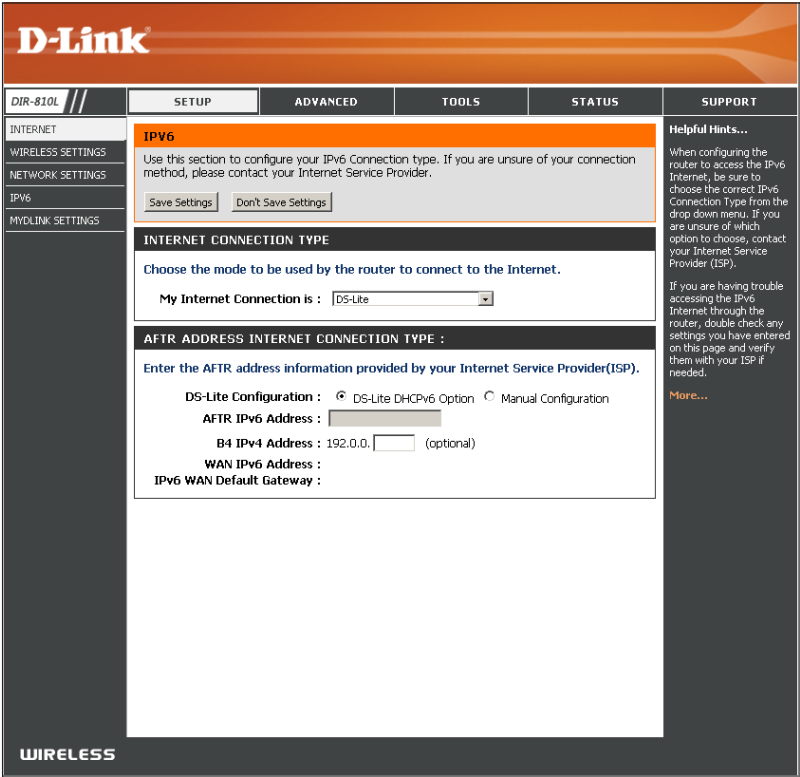 D-Link®
DIR-810L
SETUP
ADVANCED
TOOLS
STATUS
SUPPORT
INTERNET
WIRELESS SETTINGS
NETWORK SETTINGS
IPV6
MYDLINK SETTINGS
IPV6
Use this section to configure your IPv6 Connection type. If you are unsure of your connection
method, please contact your Internet Service Provider.
Save Settings
Don't Save Settings
INTERNET CONNECTION TYPE
Choose the mode to be used by the router to connect to the Internet.
My Internet Connection is : DS-Lite
AFTR ADDRESS INTERNET CONNECTION TYPE :
Enter the AFTR address information provided by your Internet Service Provider(ISP).
DS-Lite Configuration : DS-Lite DHCPv6 Option Manual Configuration
AFTR IPv6 Address :
B4 IPv4 Address : 192.0.0. (optional)
WAN IPv6 Address :
IPv6 WAN Default Gateway :
Helpful Hints...
When configuring the
router to access the IPv6
Internet, be sure to
choose the correct IPv6
Connection Type from the
drop down menu. If you
are unsure of which
option to choose, contact
your Internet Service
Provider (ISP).
If you are having trouble
accessing the IPv6
Internet through the
router, double check any
settings you have entered
on this page and verify
them with your ISP if
needed.
More...
WIRELESS